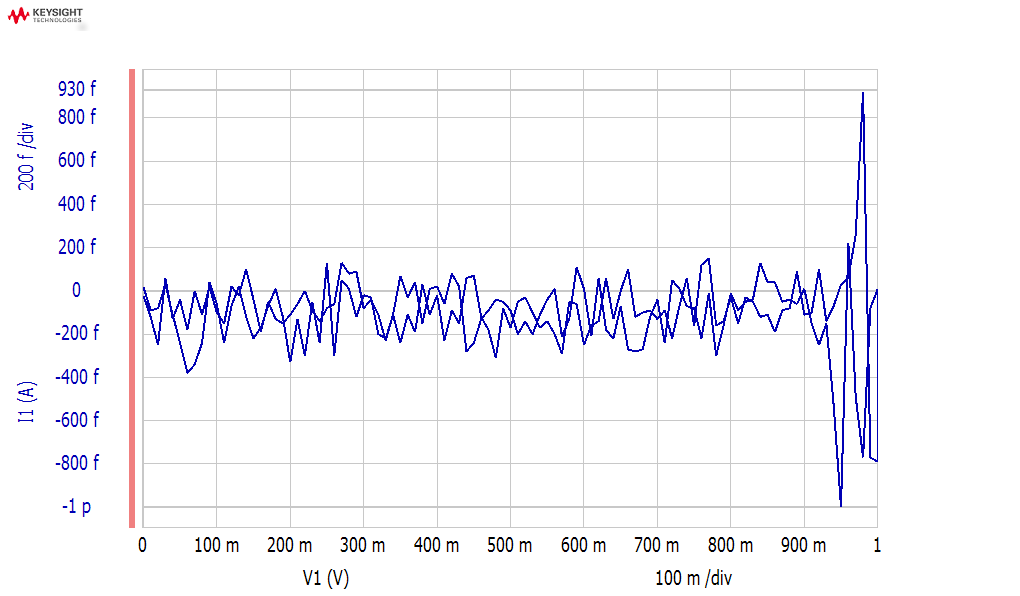 KEYSIGHT
TECHNOLOGIES
930 f
800 f
600 f
400 f
200 f
0
-200 f
-400 f
-600 f
-800 f
-1 p
200 f /div
I1 (A)
0 100 m 200 m 300 m 400 m 500 m 600 m 700 m 800 m 900 m 1
V1 (V) 100 m /div